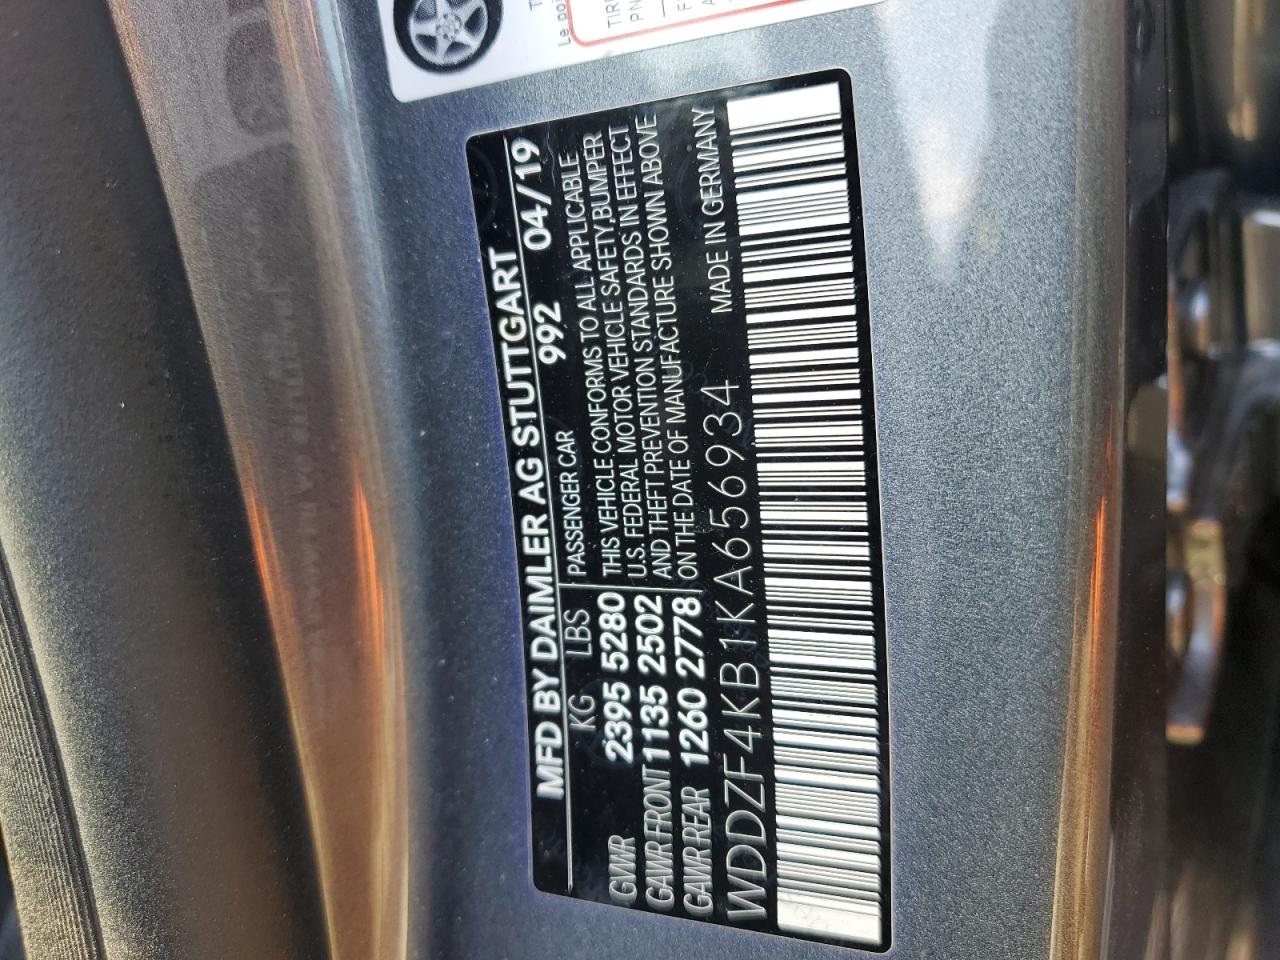 MFD BY DAIMLER AG STUTTGART
KG LBS PASSENGER CAR 992 04/19
GVWR 2395 5280 THIS VEHICLE CONFORMS TO ALL APPLICABLE
GAWR FRONT 1135 2502 U.S. FEDERAL MOTOR VEHICLE SAFETY,BUMPER
GAWR REAR 1260 2778 AND THEFT PREVENTION STANDARDS IN EFFECT
ON THE DATE OF MANUFACTURE SHOWN ABOVE
WDDZF4KB1KA656934 MADE IN GERMANY